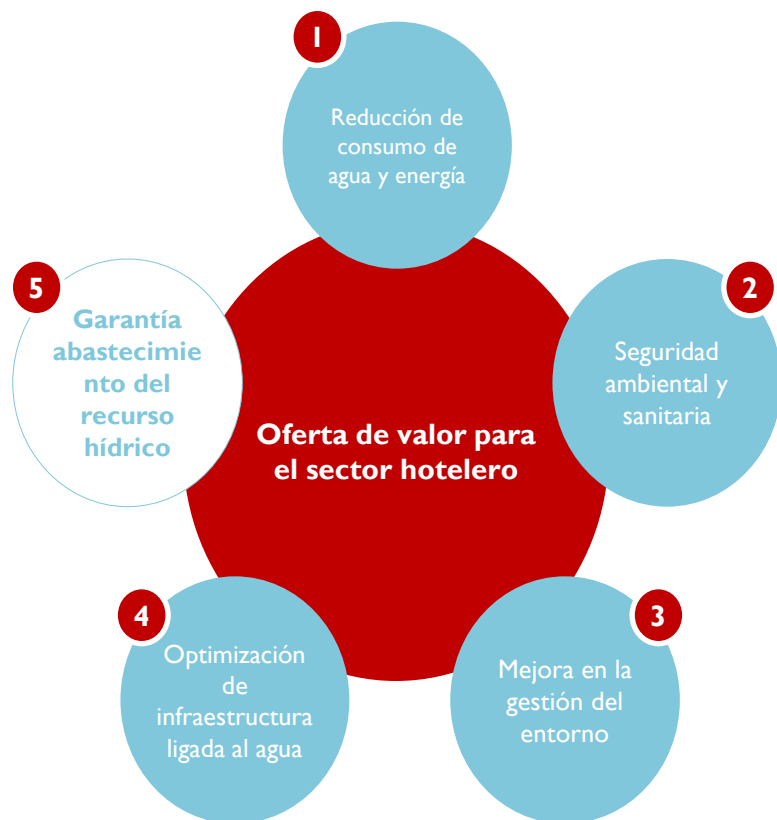 1
Reducción de
consumo de
agua y energía
2
Seguridad
ambiental y
sanitaria
3
Mejora en la
gestión del
entorno
4
Optimización
de
infraestructura
ligada al agua
5
Garantía
abastecimie
nto del
recurso
hídrico
Oferta de valor para
el sector hotelero